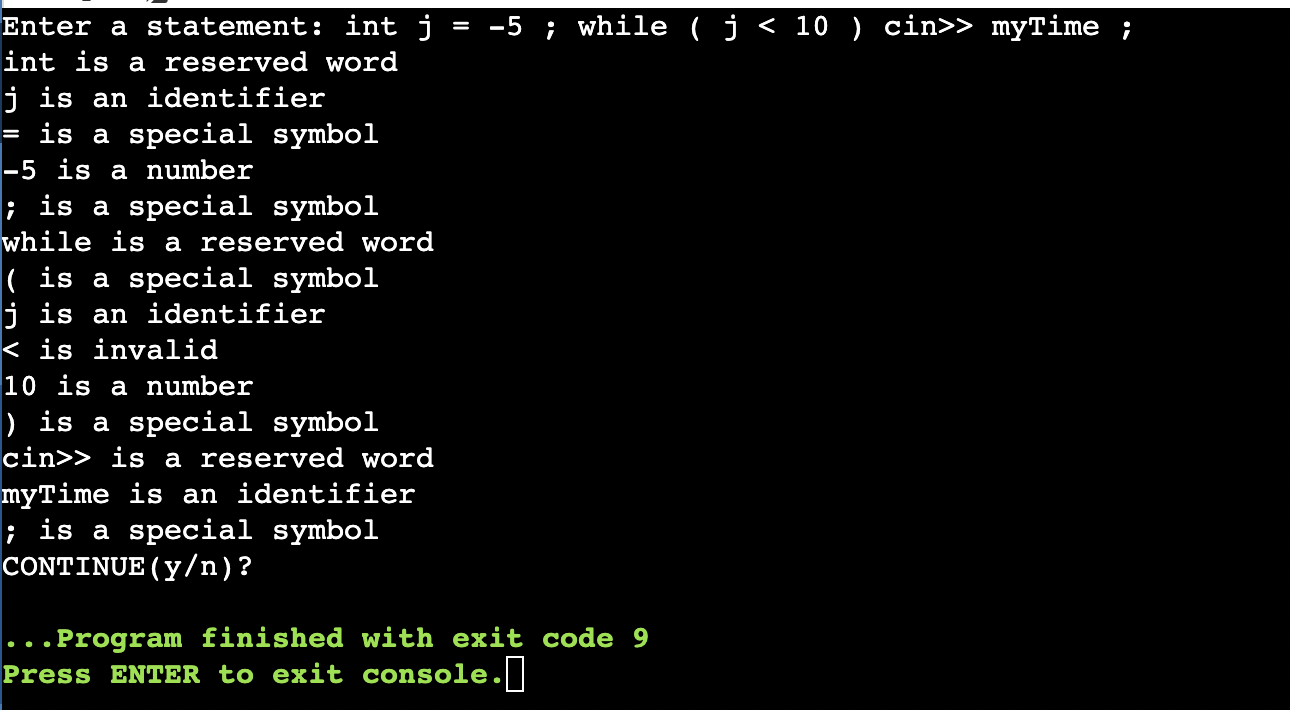 Enter a statement: int j = -5 ; while ( j < 10 ) cin>> myTime ;
int is a reserved word
j is an identifier
= is a special symbol
-5 is a number
; is a special symbol
while is a reserved word
( is a special symbol
j is an identifier
< is invalid
10 is a number
) is a special symbol
cin>> is a reserved word
myTime is an identifier
; is a special symbol
CONTINUE(y/n)?
...Program finished with exit code 9
Press ENTER to exit console.